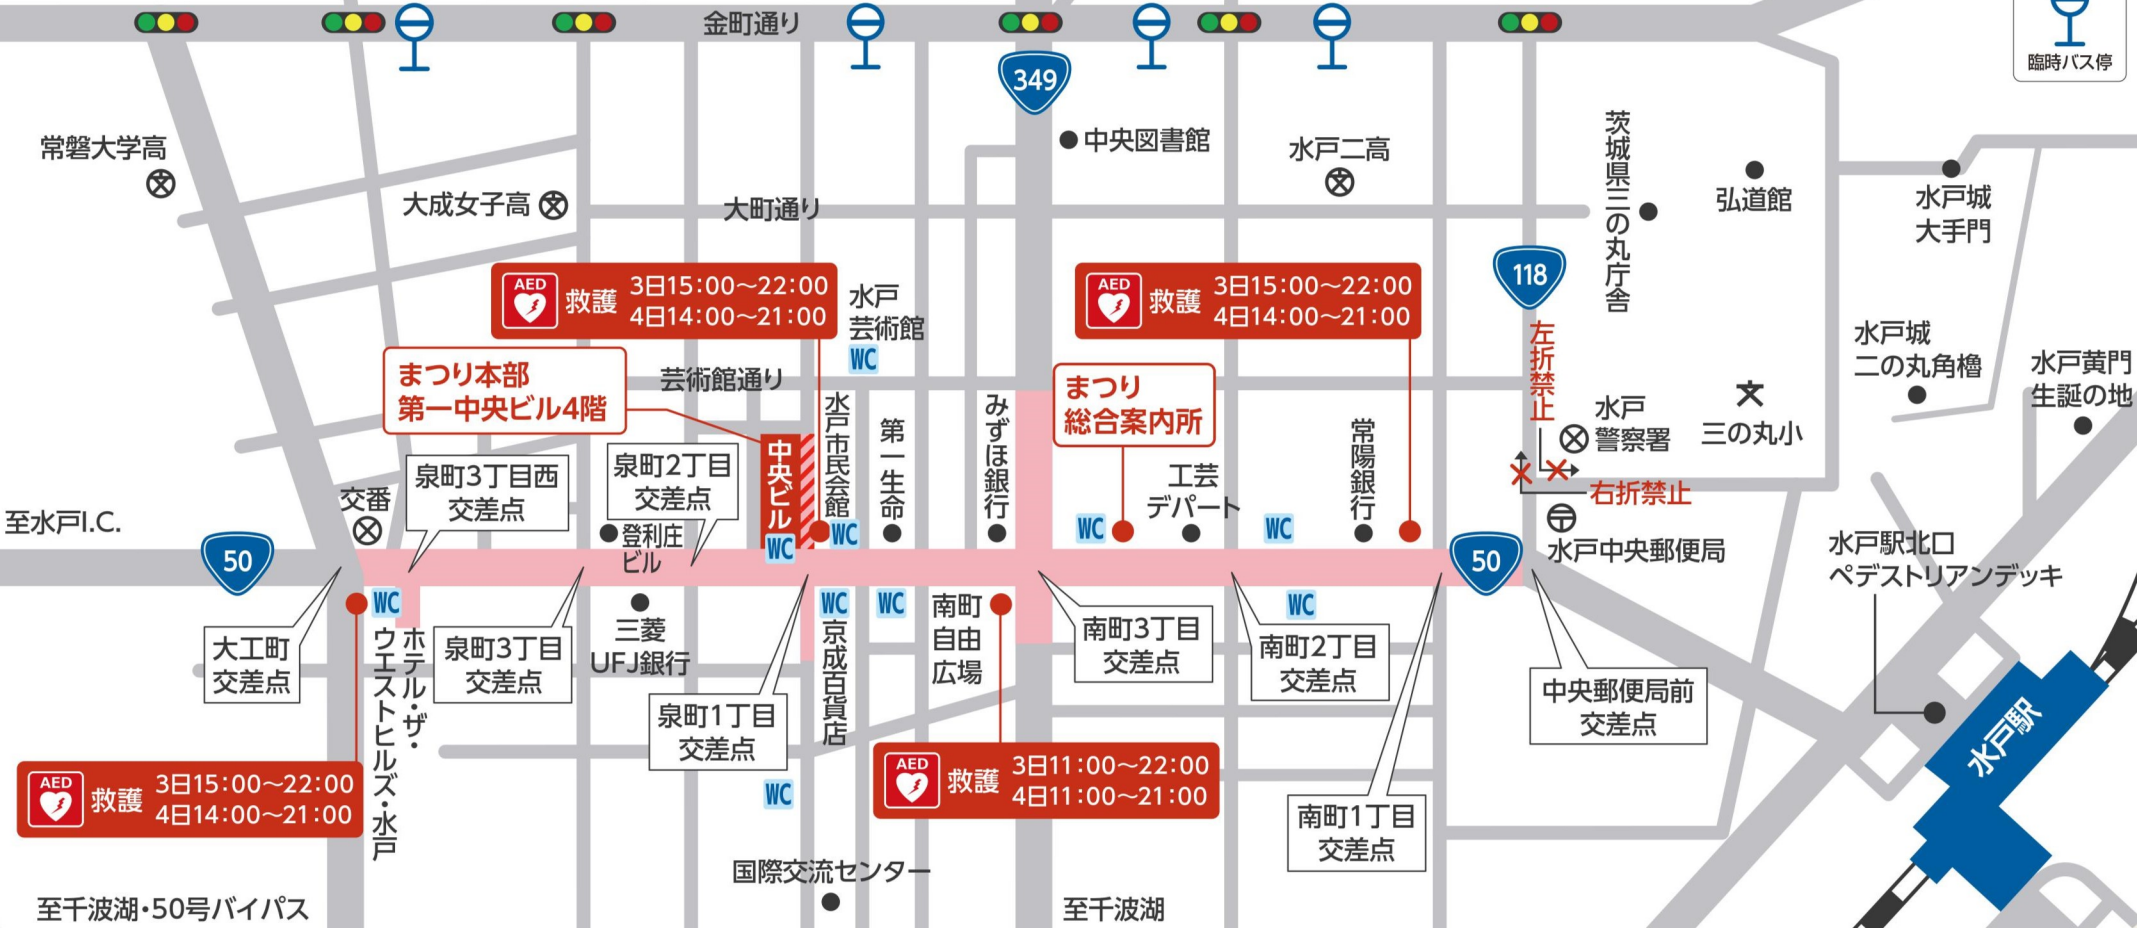 金町通り
臨時バス停
349
中央図書館
水戸二高
常磐大学高
大成女子高
大町通り
茨城県三の丸庁舎
弘道館
水戸城
大手門
AED
救護
3日15:00〜22:00
4日14:00〜21:00
水戸
芸術館
WC
AED
救護
3日15:00〜22:00
4日14:00〜21:00
118
左折禁止
水戸城
二の丸角櫓
水戸黄門
生誕の地
まつり本部
第一中央ビル4階
芸術館通り
まつり
総合案内所
水戸
警察署
三の丸小
右折禁止
水戸市民会館
第一生命
みずほ銀行
常陽銀行
中央ビル
WC
WC
泉町3丁目西
交差点
泉町2丁目
交差点
交番
至水戸I.C.
50
登利庄
ビル
WC
工芸
デパート
WC
50
水戸中央郵便局
水戸駅北口
ペデストリアンデッキ
WC
大工町
交差点
ホテル・ザ・
ウエストヒルズ・水戸
泉町3丁目
交差点
三菱
UFJ銀行
WC
WC
京成百貨店
南町
自由
広場
南町3丁目
交差点
WC
南町2丁目
交差点
中央郵便局前
交差点
泉町1丁目
交差点
水戸駅
AED
救護
3日15:00〜22:00
4日14:00〜21:00
WC
AED
救護
3日11:00〜22:00
4日11:00〜21:00
南町1丁目
交差点
国際交流センター
至千波湖・50号バイパス
至千波湖